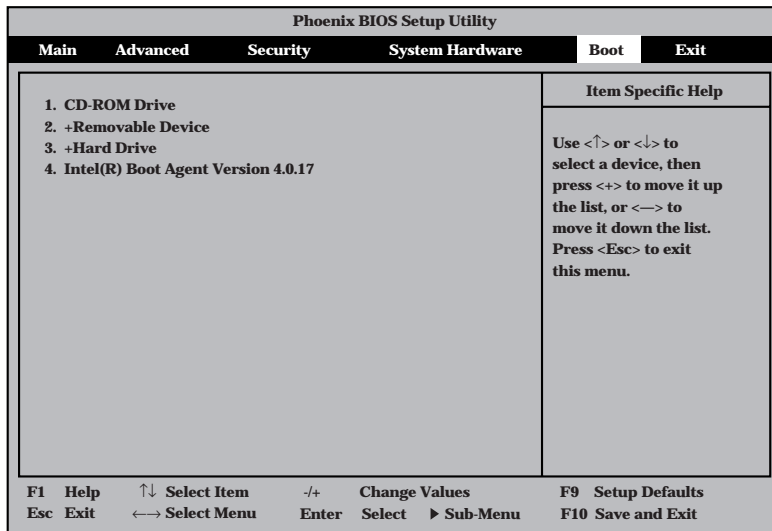 Phoenix BIOS Setup Utility
Main Advanced Security System Hardware Boot Exit
1. CD-ROM Drive
2. +Removable Device
3. +Hard Drive
4. Intel(R) Boot Agent Version 4.0.17
Item Specific Help
Use <↑> or <↓> to
select a device, then
press <+> to move it up
the list, or <—> to
move it down the list.
Press <Esc> to exit
this menu.
F1 Help ↑↓ Select Item -/+ Change Values F9 Setup Defaults
Esc Exit ←→ Select Menu Enter Select ▶ Sub-Menu F10 Save and Exit